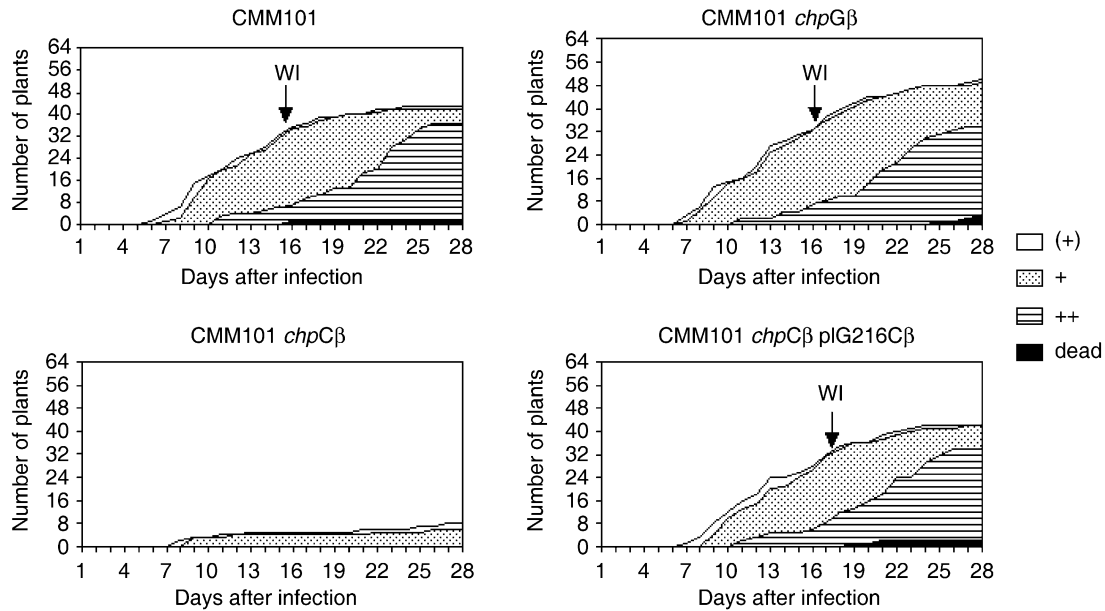 CMM101
Number of plants
64
56
48
40
32
24
16
8
0
WI
1 4 7 10 13 16 19 22 25 28
Days after infection
CMM101 chpGβ
Number of plants
64
56
48
40
32
24
16
8
0
WI
1 4 7 10 13 16 19 22 25 28
Days after infection
(+)
+
++
dead
CMM101 chpCβ
Number of plants
64
56
48
40
32
24
16
8
0
1 4 7 10 13 16 19 22 25 28
Days after infection
CMM101 chpCβ pIG216Cβ
Number of plants
64
56
48
40
32
24
16
8
0
WI
1 4 7 10 13 16 19 22 25 28
Days after infection